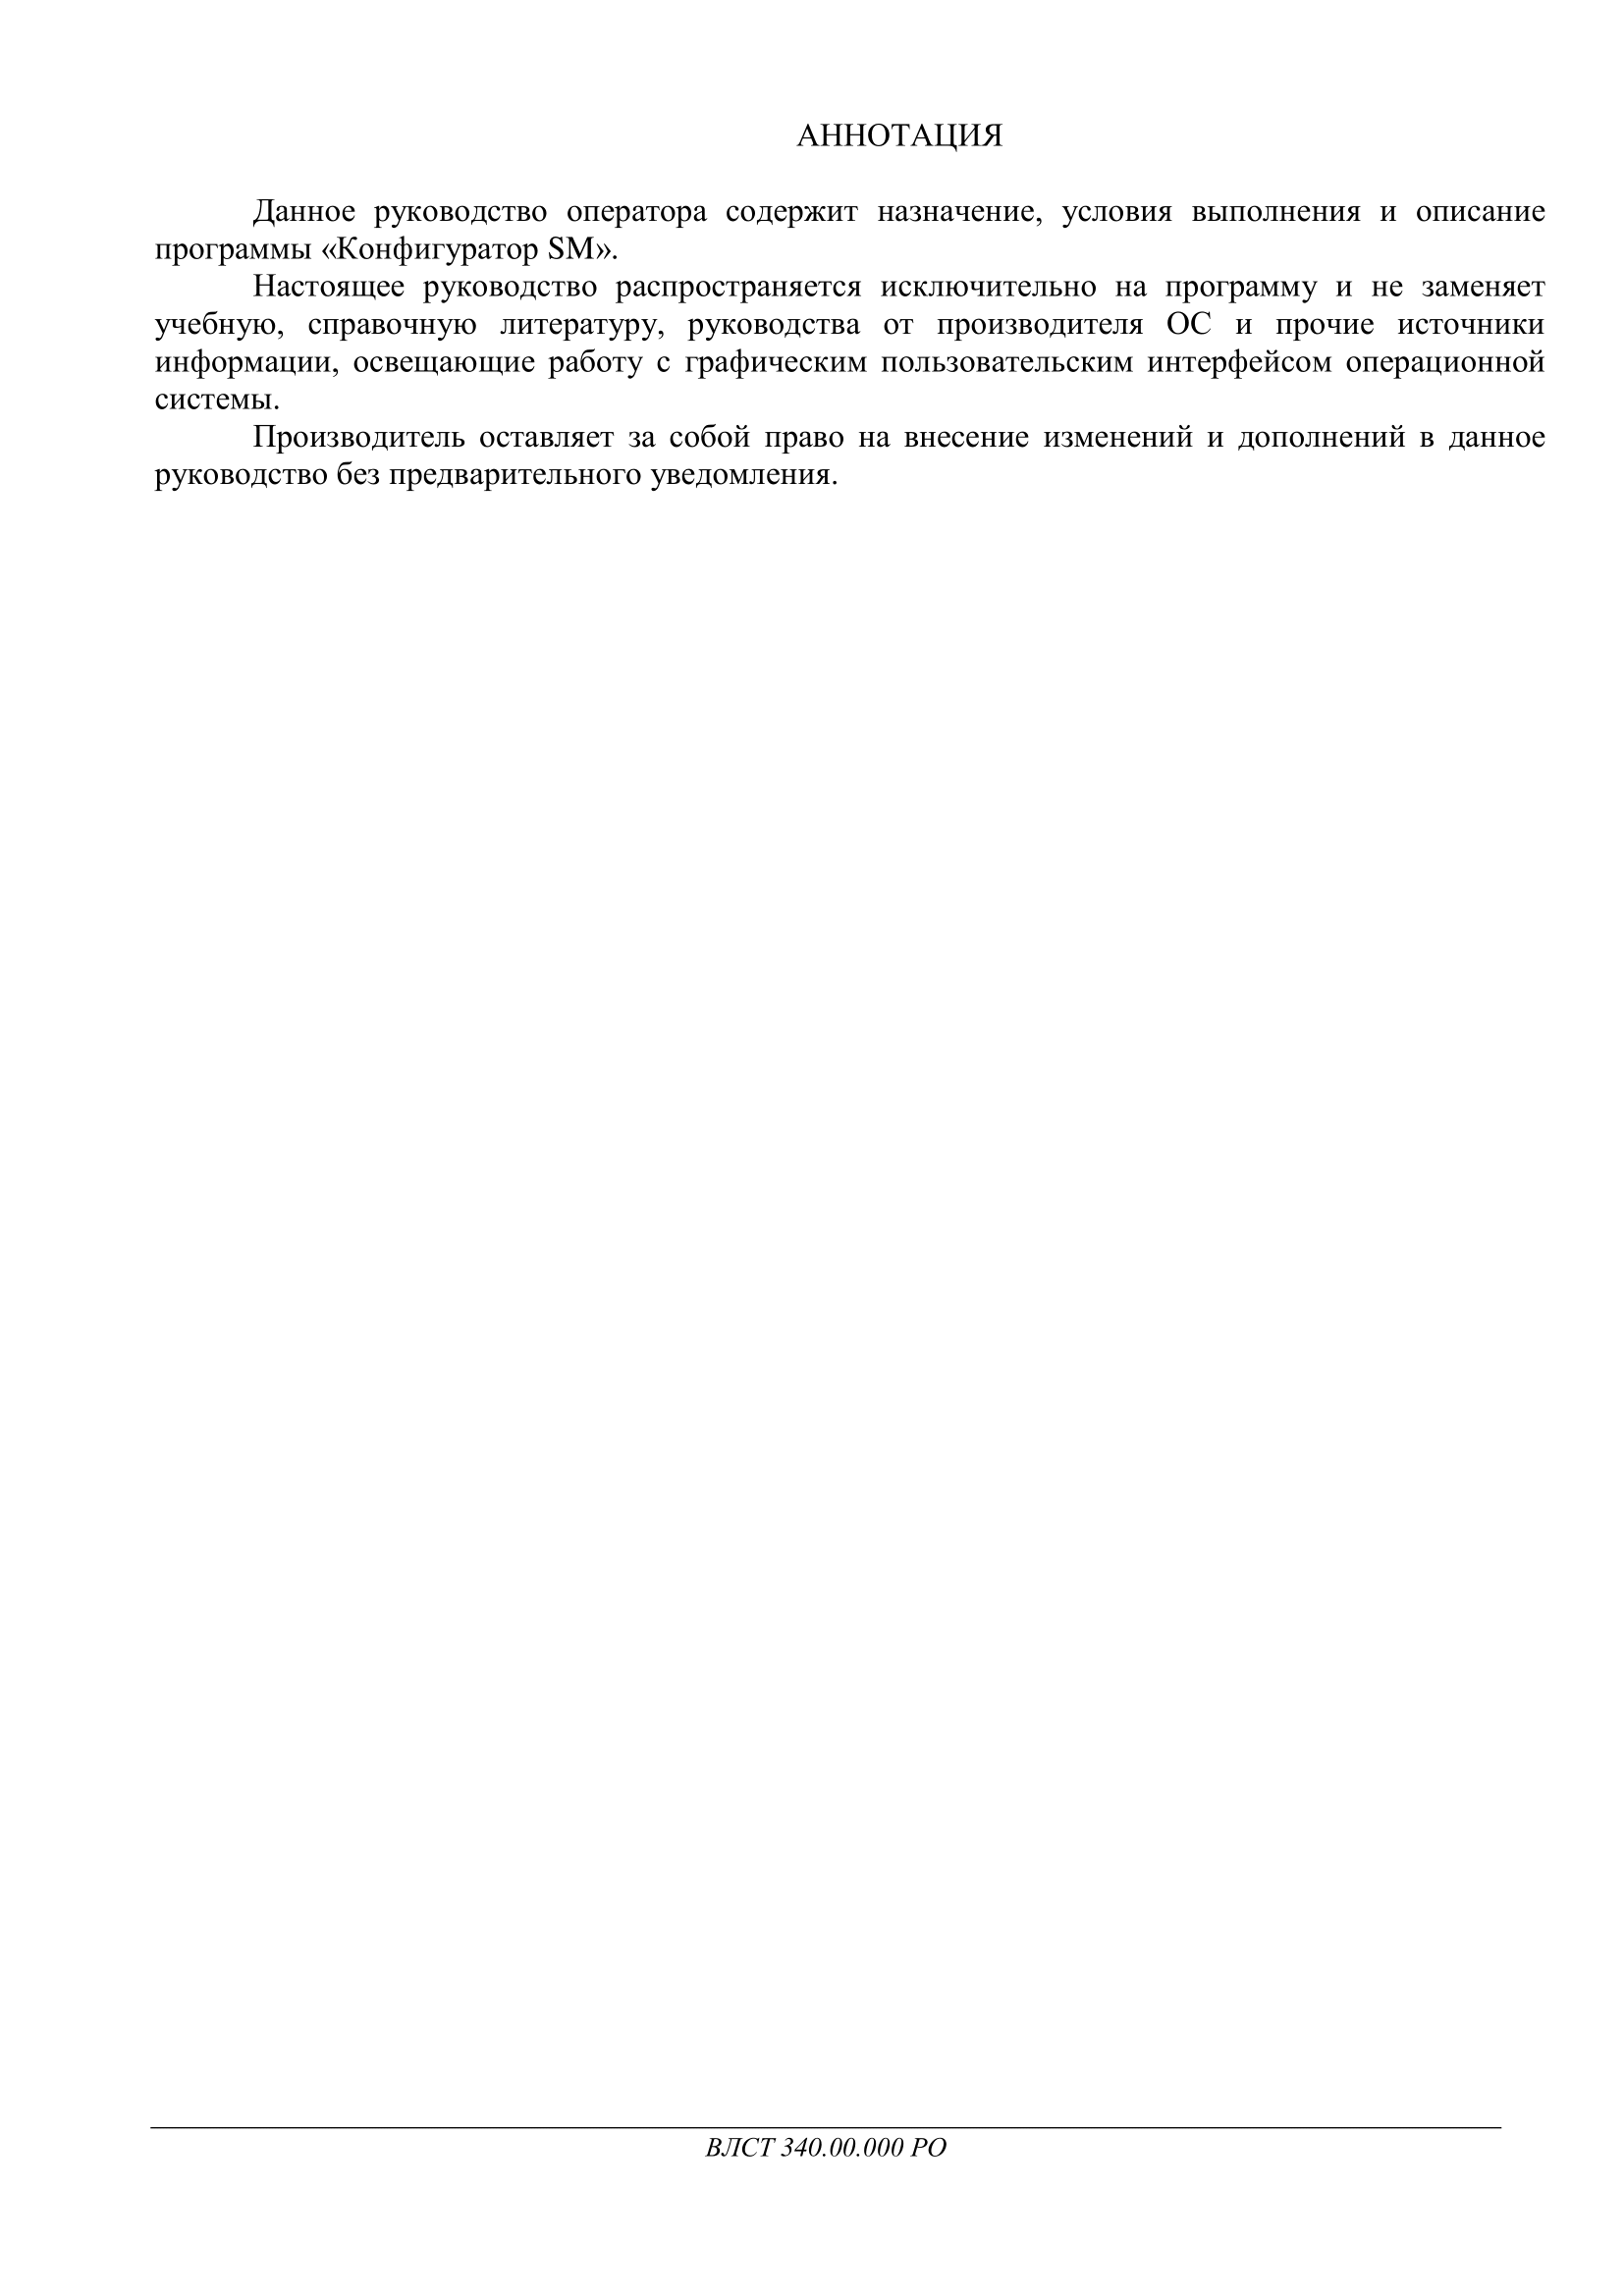 АННОТАЦИЯ
Данное руководство оператора содержит назначение, условия выполнения и описание
программы «Конфигуратор SM».
Настоящее руководство распространяется исключительно на программу и не заменяет
учебную, справочную литературу, руководства от производителя ОС и прочие источники
информации, освещающие работу с графическим пользовательским интерфейсом операционной
системы.
Производитель оставляет за собой право на внесение изменений и дополнений в данное
руководство без предварительного уведомления.
ВЛСТ 340.00.000 РО